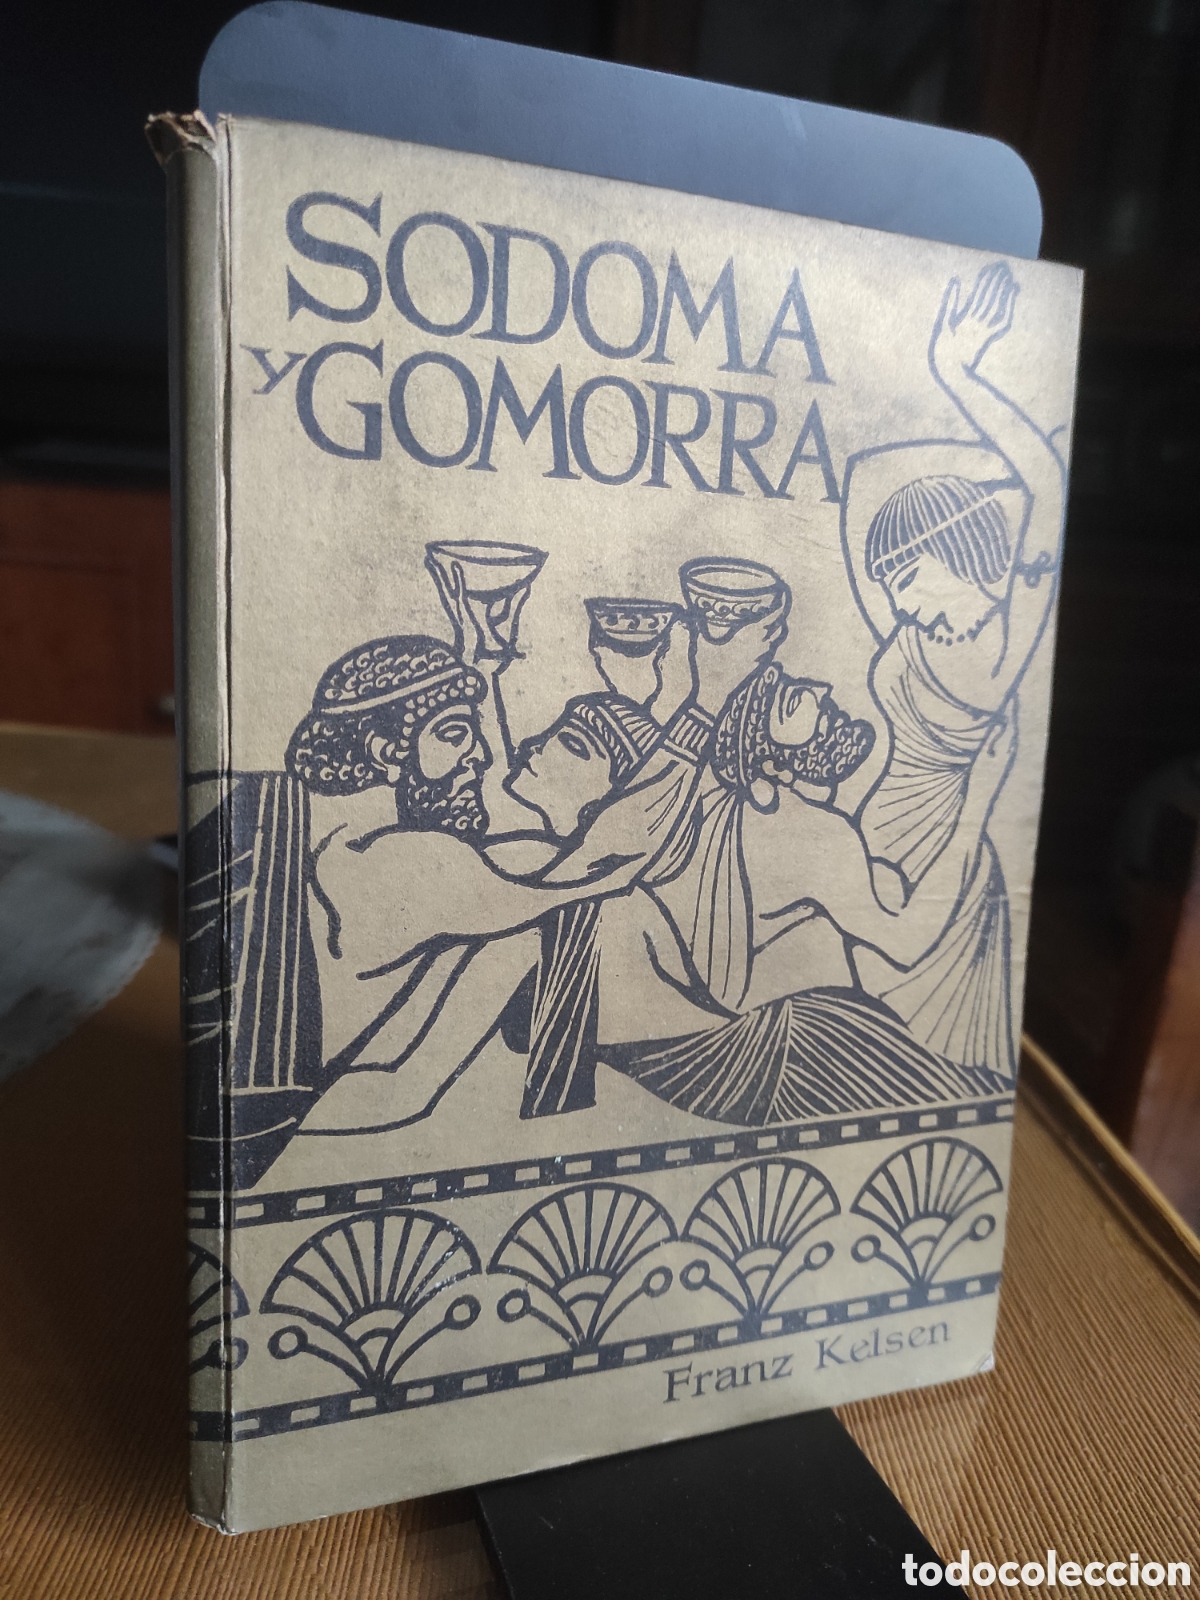 SODOMA
Y GOMORRA
Franz Kelsen
todocoleccion